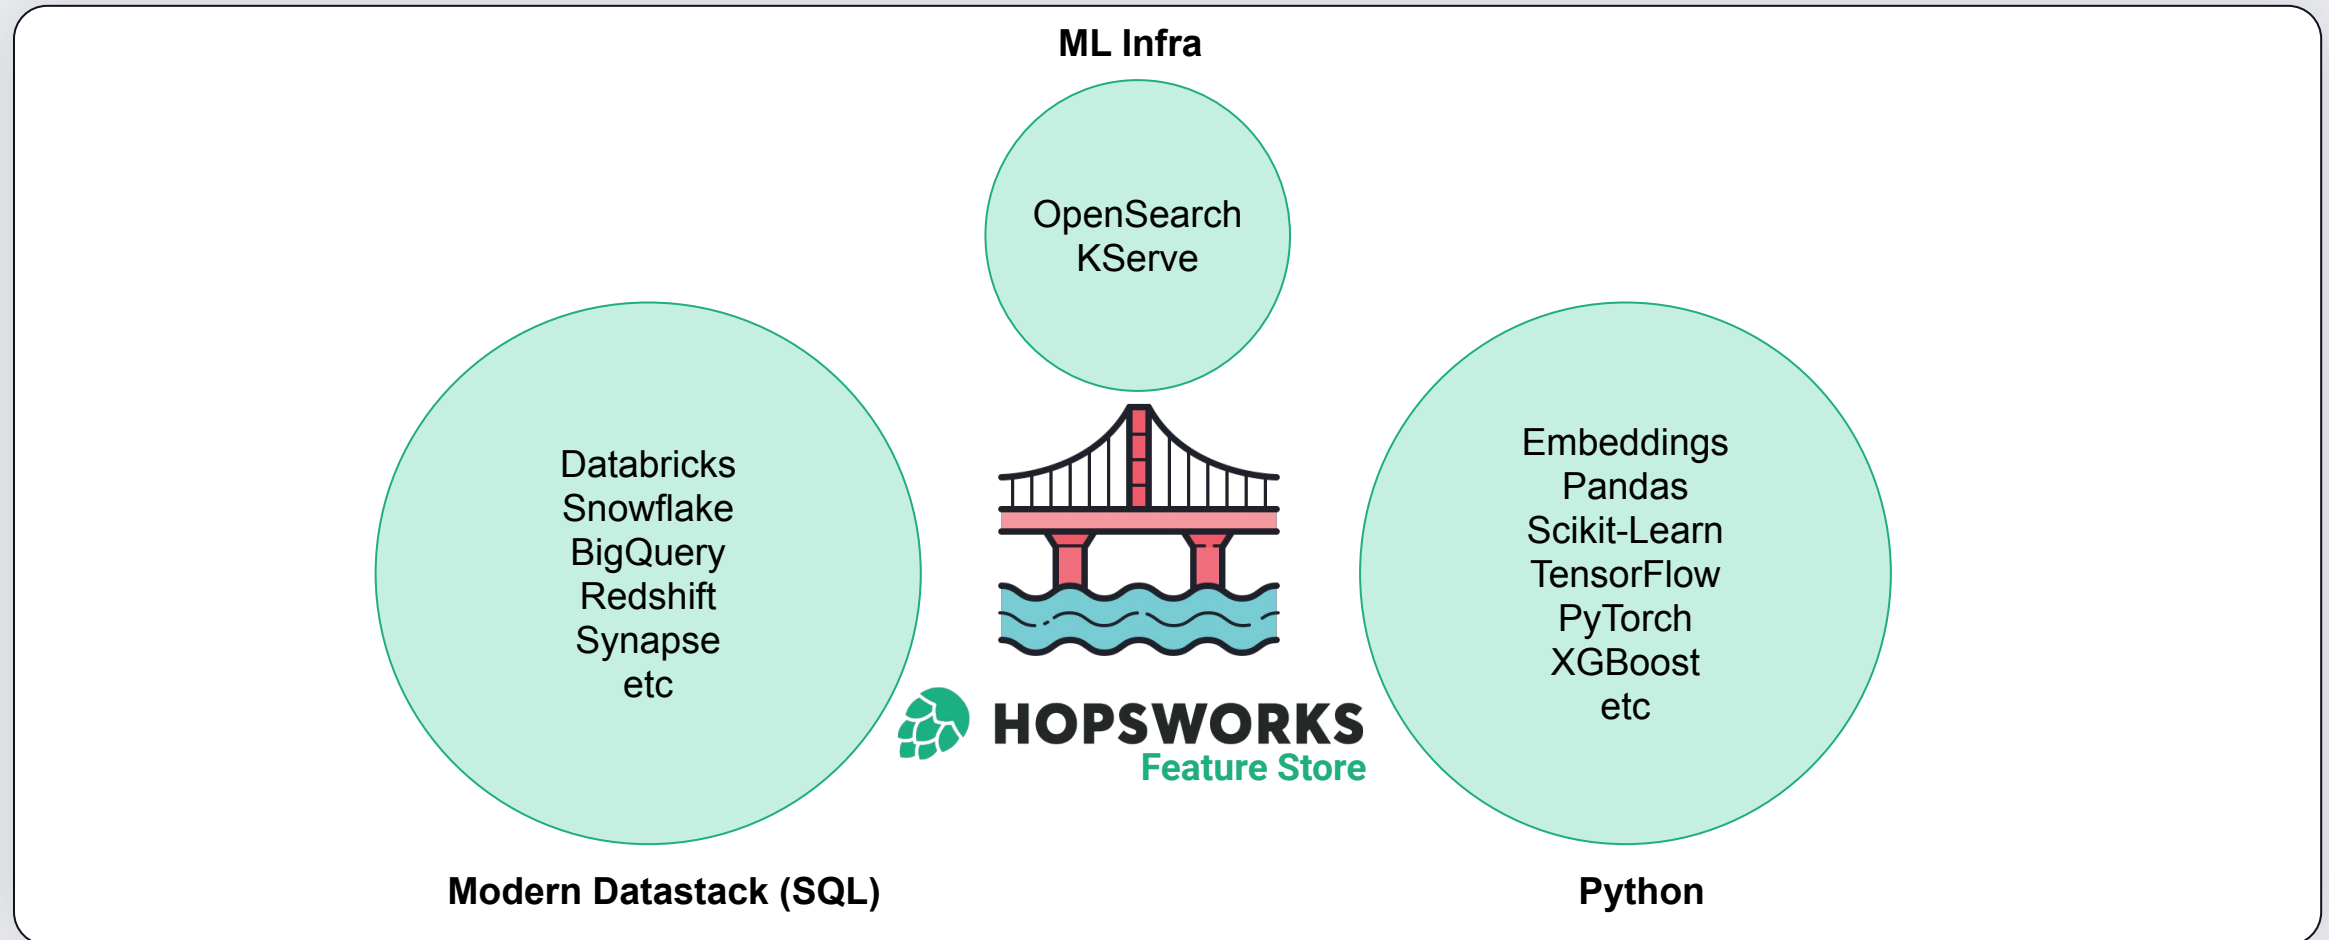 ML Infra
OpenSearch
KServe
Databricks
Snowflake
BigQuery
Redshift
Synapse
etc
Embeddings
Pandas
Scikit-Learn
TensorFlow
PyTorch
XGBoost
etc
HOPSWORKS
Feature Store
Modern Datastack (SQL)
Python